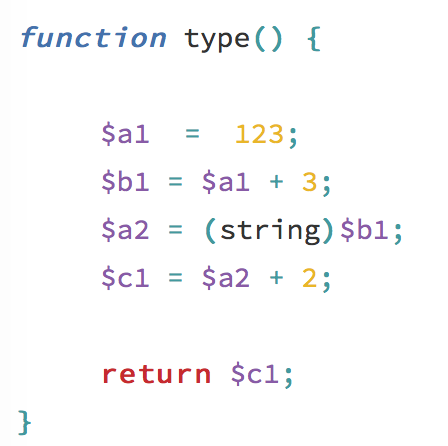 function type() {
$a1  =  123;
$b1 = $a1 + 3;
$a2 = (string)$b1;
$c1 = $a2 + 2;
return $c1;
}